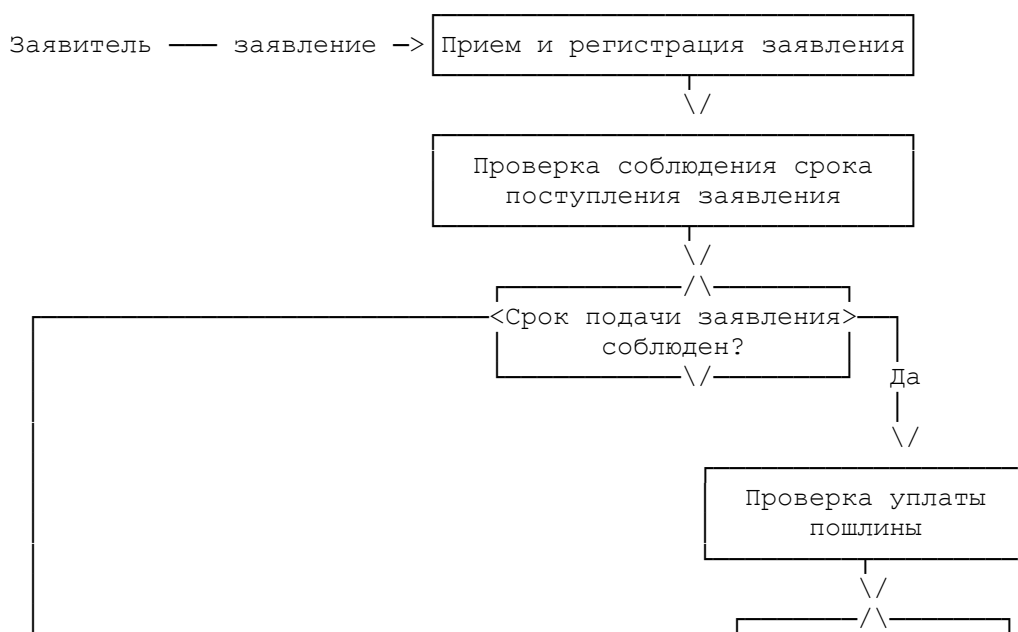 Заявитель ─── заявление ─> Прием и регистрация заявления
Проверка соблюдения срока
поступления заявления
<Срок подачи заявления>
соблюден?
Да
Проверка уплаты
пошлины